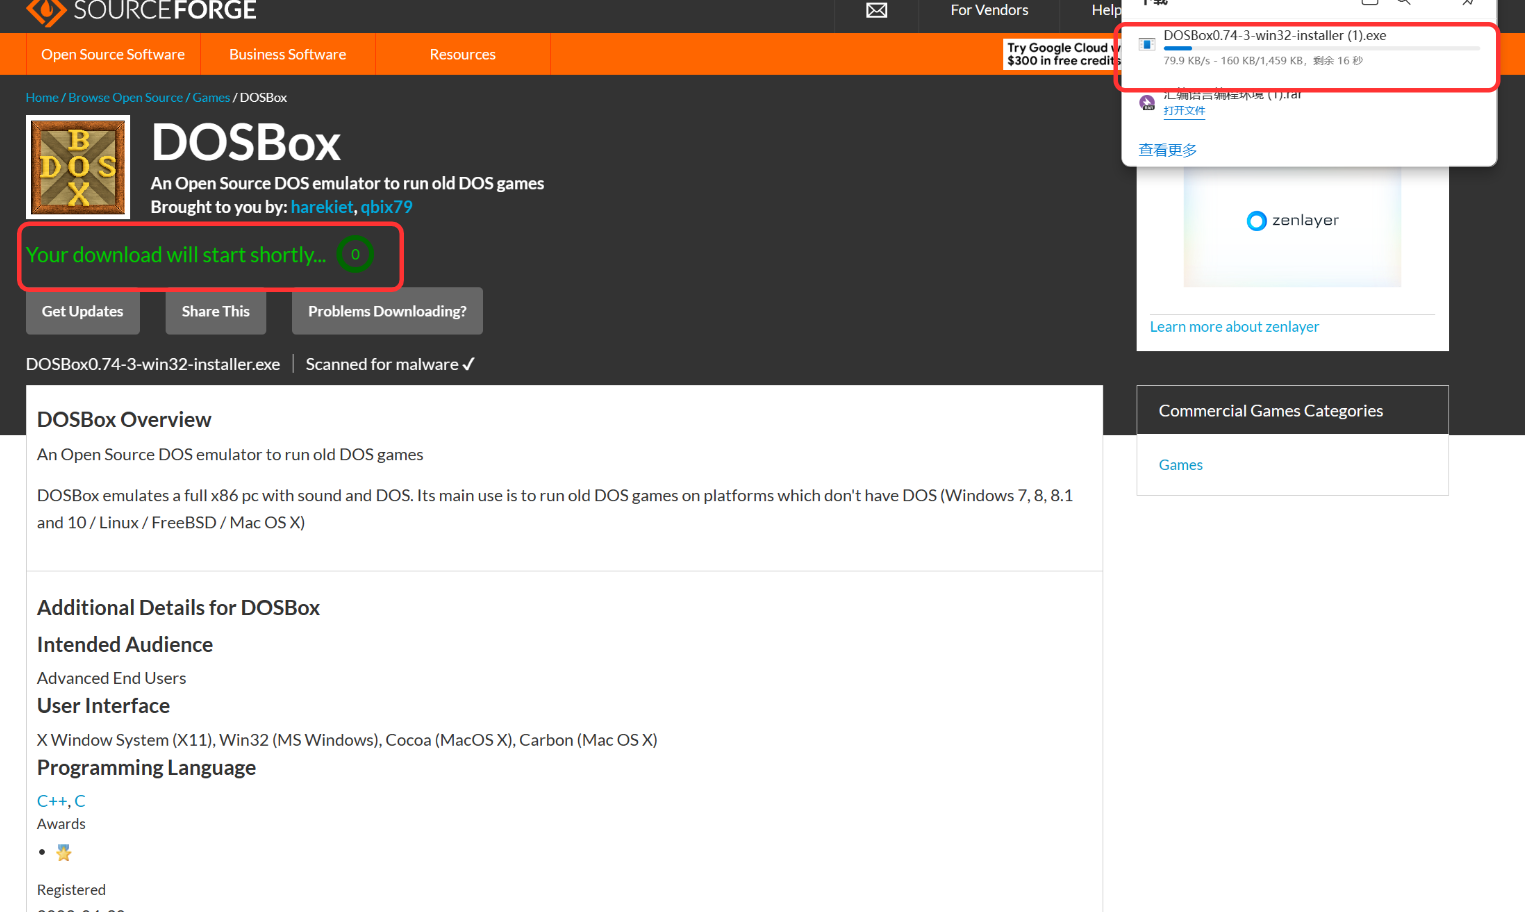 SOURCEFORGE
For Vendors
Help
Open Source Software
Business Software
Resources
Try Google Cloud w
$300 in free credits
下载
DOSBox0.74-3-win32-installer (1).exe
79.9 KB/s - 160 KB/1,459 KB, 剩余 16 秒
汇编语言编程环境 (1).rar
打开文件
查看更多
Home / Browse Open Source / Games / DOSBox
B
DOS
X
DOSBox
An Open Source DOS emulator to run old DOS games
Brought to you by: harekiet, qbix79
Your download will start shortly... 0
Get Updates
Share This
Problems Downloading?
DOSBox0.74-3-win32-installer.exe
Scanned for malware ✓
zenlayer
Learn more about zenlayer
Commercial Games Categories
Games
DOSBox Overview
An Open Source DOS emulator to run old DOS games
DOSBox emulates a full x86 pc with sound and DOS. Its main use is to run old DOS games on platforms which don't have DOS (Windows 7, 8, 8.1
and 10 / Linux / FreeBSD / Mac OS X)
Additional Details for DOSBox
Intended Audience
Advanced End Users
User Interface
X Window System (X11), Win32 (MS Windows), Cocoa (MacOS X), Carbon (Mac OS X)
Programming Language
C++, C
Awards
Registered